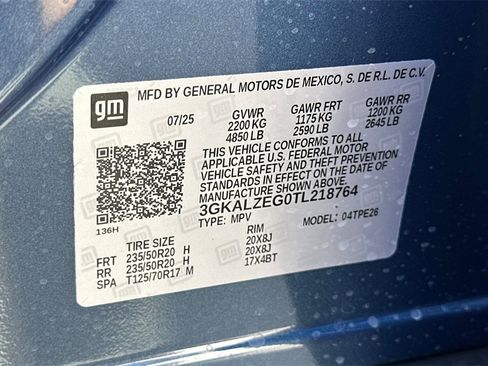 gm
MFD BY GENERAL MOTORS DE MEXICO, S. DE R.L. DE C.V.
07/25 GVWR GAWR FRT GAWR RR
2200 KG 1175 KG 1200 KG
4850 LB 2590 LB 2645 LB
THIS VEHICLE CONFORMS TO ALL
APPLICABLE U.S. FEDERAL MOTOR
VEHICLE SAFETY AND THEFT PREVENTION
STANDARDS IN EFFECT ON THE DATE OF
MANUFACTURE SHOWN ABOVE.
3GKALZEG0TL218764
136H TYPE: MPV MODEL: 04TPE26
TIRE SIZE RIM
FRT 235/50R20 H 20X8J
RR 235/50R20 H 20X8J
SPA T125/70R17 M 17X4BT